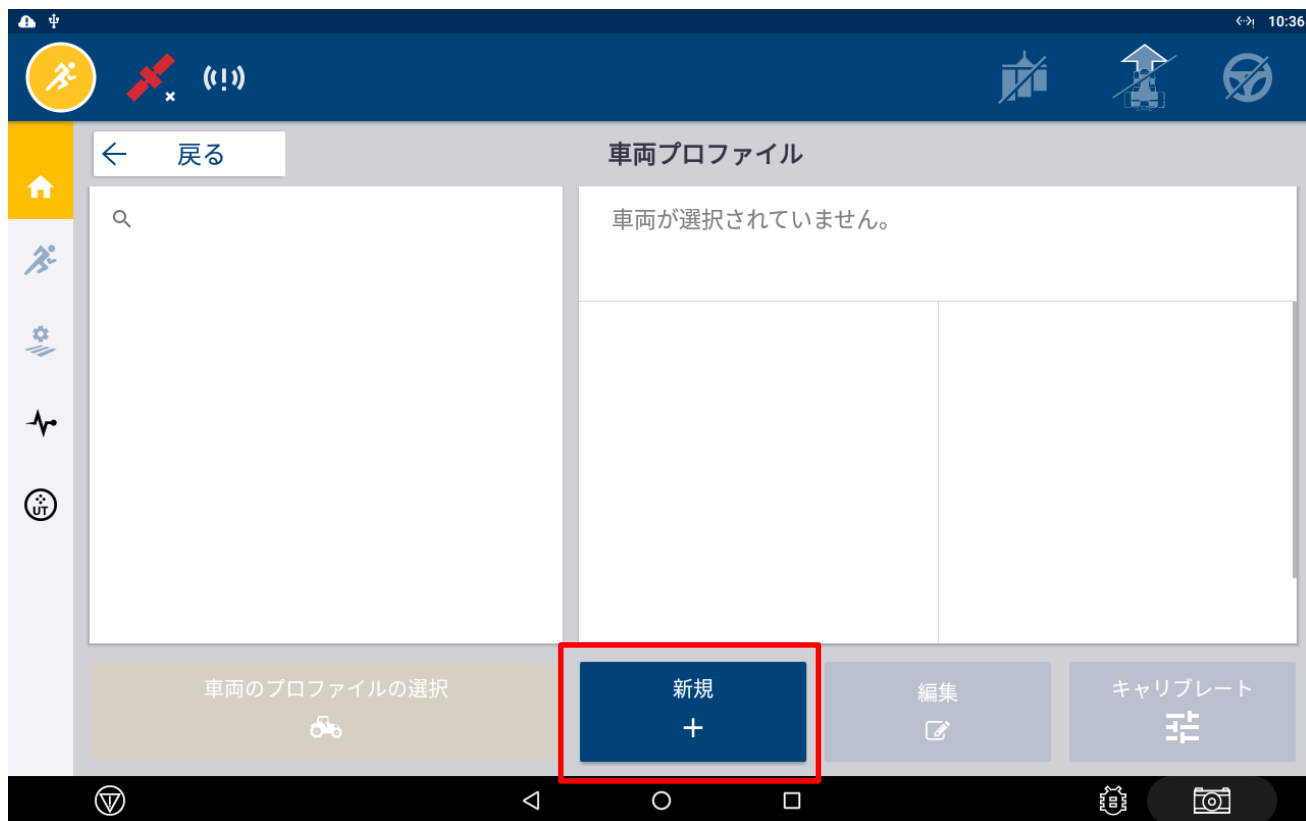 10:36
戻る
車両プロファイル
車両が選択されていません。
UT
車両のプロファイルの選択
新規
編集
キャリブレート